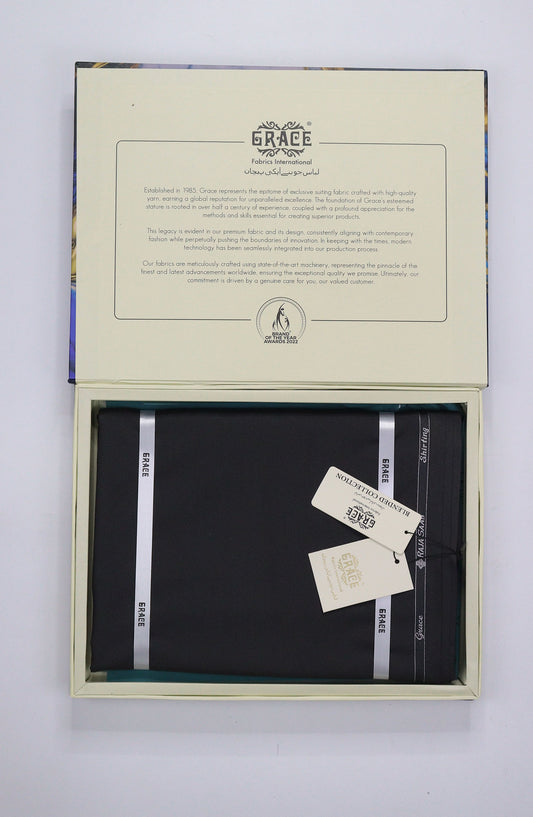 GRACE®
Fabrics International
لباس جو بنے آپکی پہچان
Established in 1985, Grace represents the epitome of exclusive suiting fabric crafted with high-quality
yarn, earning a global reputation for unparalleled excellence. The foundation of Grace's esteemed
stature is rooted in over half a century of experience, coupled with a profound appreciation for the
methods and skills essential for creating superior products.
This legacy is evident in our premium fabric and its design, consistently aligning with contemporary
fashion while perpetually pushing the boundaries of innovation. In keeping with the times, modern
technology has been seamlessly integrated into our production process.
Our fabrics are meticulously crafted using state-of-the-art machinery, representing the pinnacle of the
finest and latest advancements worldwide, ensuring the exceptional quality we promise. Ultimately, our
commitment is driven by a genuine care for you, our valued customer.
BRAND
OF THE YEAR
AWARDS 2022
GRACE
GRACE
GRACE
GRACE
Shirting
RAJA SAA
Grace
GRACE
Fabrics International
BLENDED COLLECTION
GRACE